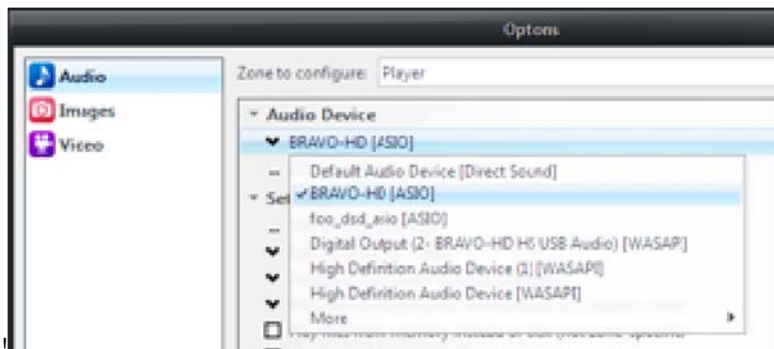 Options
Audio
Zone to configure: Player
Images
Audio Device
Video
BRAVO-HD [ASIO]
Default Audio Device [Direct Sound]
BRAVO-HD [ASIO]
foo_dsd_asio [ASIO]
Digital Output (2- BRAVO-HD HS USB Audio) [WASAPI]
High Definition Audio Device (1) [WASAPI]
High Definition Audio Device [WASAPI]
More